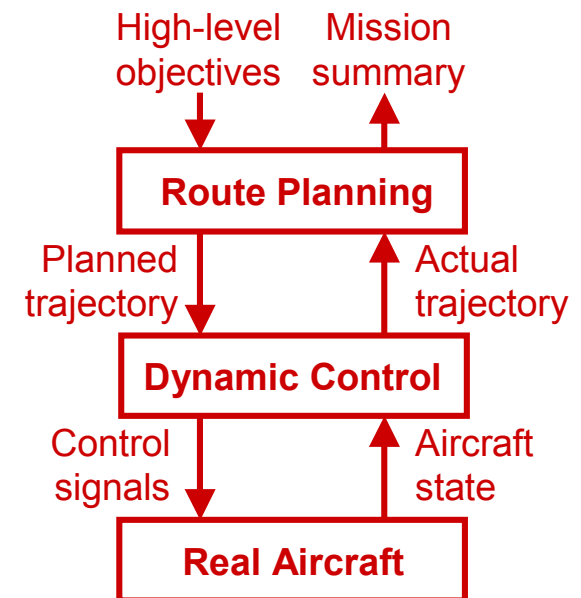 High-level
objectives
Mission
summary
Route Planning
Planned
trajectory
Actual
trajectory
Dynamic Control
Control
signals
Aircraft
state
Real Aircraft